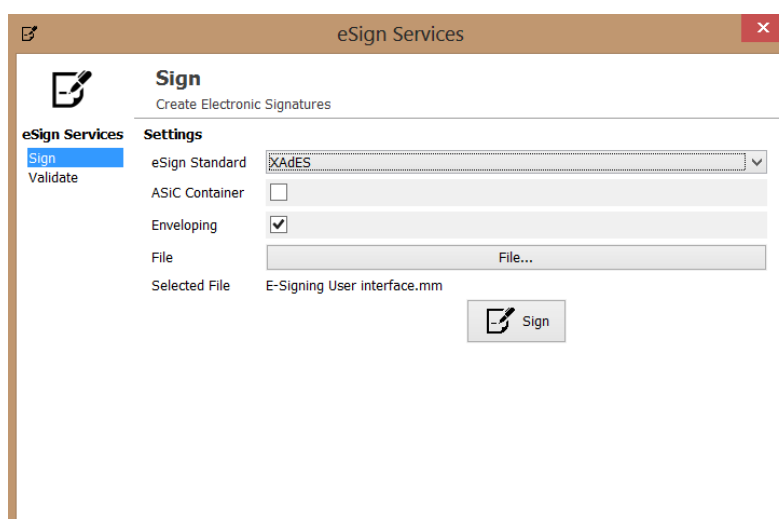 eSign Services
Sign
Create Electronic Signatures
eSign Services
Sign
Validate
Settings
eSign Standard XAdES
ASiC Container
Enveloping
File File...
Selected File E-Signing User interface.mm
Sign